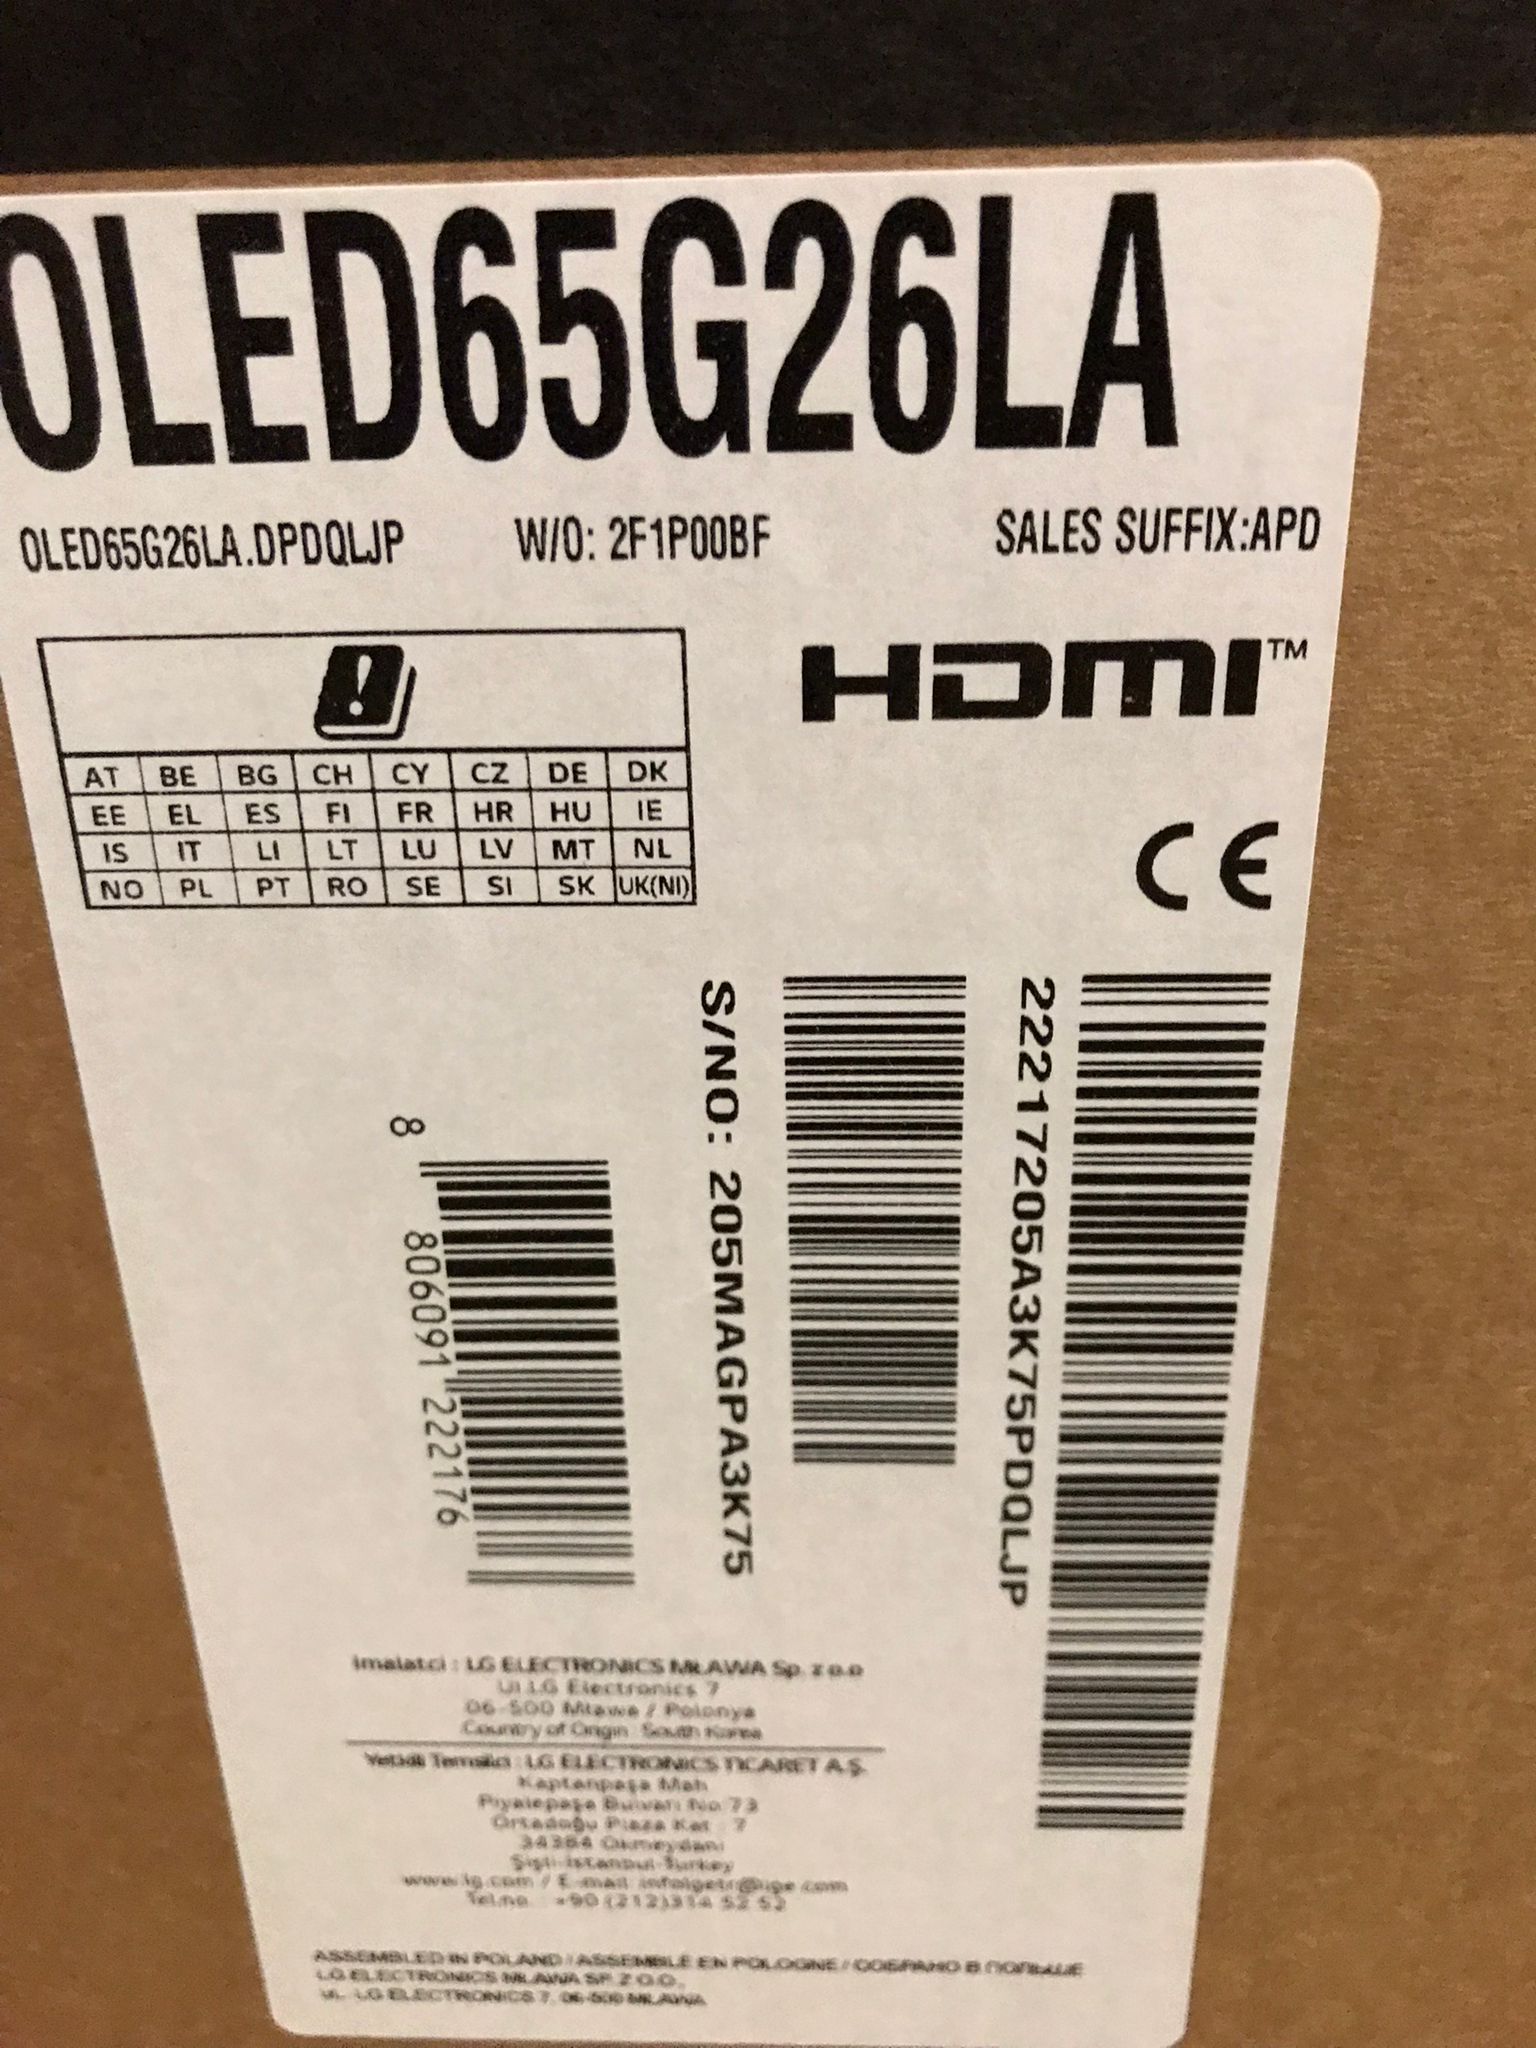 OLED65G26LA
OLED65G26LA.DPDQLJP W/O: 2F1P00BF SALES SUFFIX:APD
HDMI™
AT BE BG CH CY CZ DE DK
EE EL ES FI FR HR HU IE
IS IT LI LT LU LV MT NL
NO PL PT RO SE SI SK UK(NI)
CE
22217205A3K75PDQLJP
S/NO: 205MAGPA3K75
8 806091 222176
Imalatci : LG ELECTRONICS MŁAWA Sp. z o.o
Ul.LG Electronics 7
06-500 Mlawa / Polonya
Country of Origin : South Korea
Yetkili Temsilci : LG ELECTRONICS TICARET A.Ş.
Kaptanpaşa Mah
Piyalepaşa Bulvarı No:73
Ortadoğu Plaza Kat : 7
34384 Okmeydanı
Şişli-İstanbul-Turkey
www.lg.com / E-mail: infolgetr@lge.com
Tel.no. : +90 (212)314 52 52
ASSEMBLED IN POLAND / ASSEMBLÉ EN POLOGNE / СОБРАНО В ПОЛЬШЕ
LG ELECTRONICS MŁAWA SP. Z O.O.,
UL. LG ELECTRONICS 7, 06-500 MŁAWA